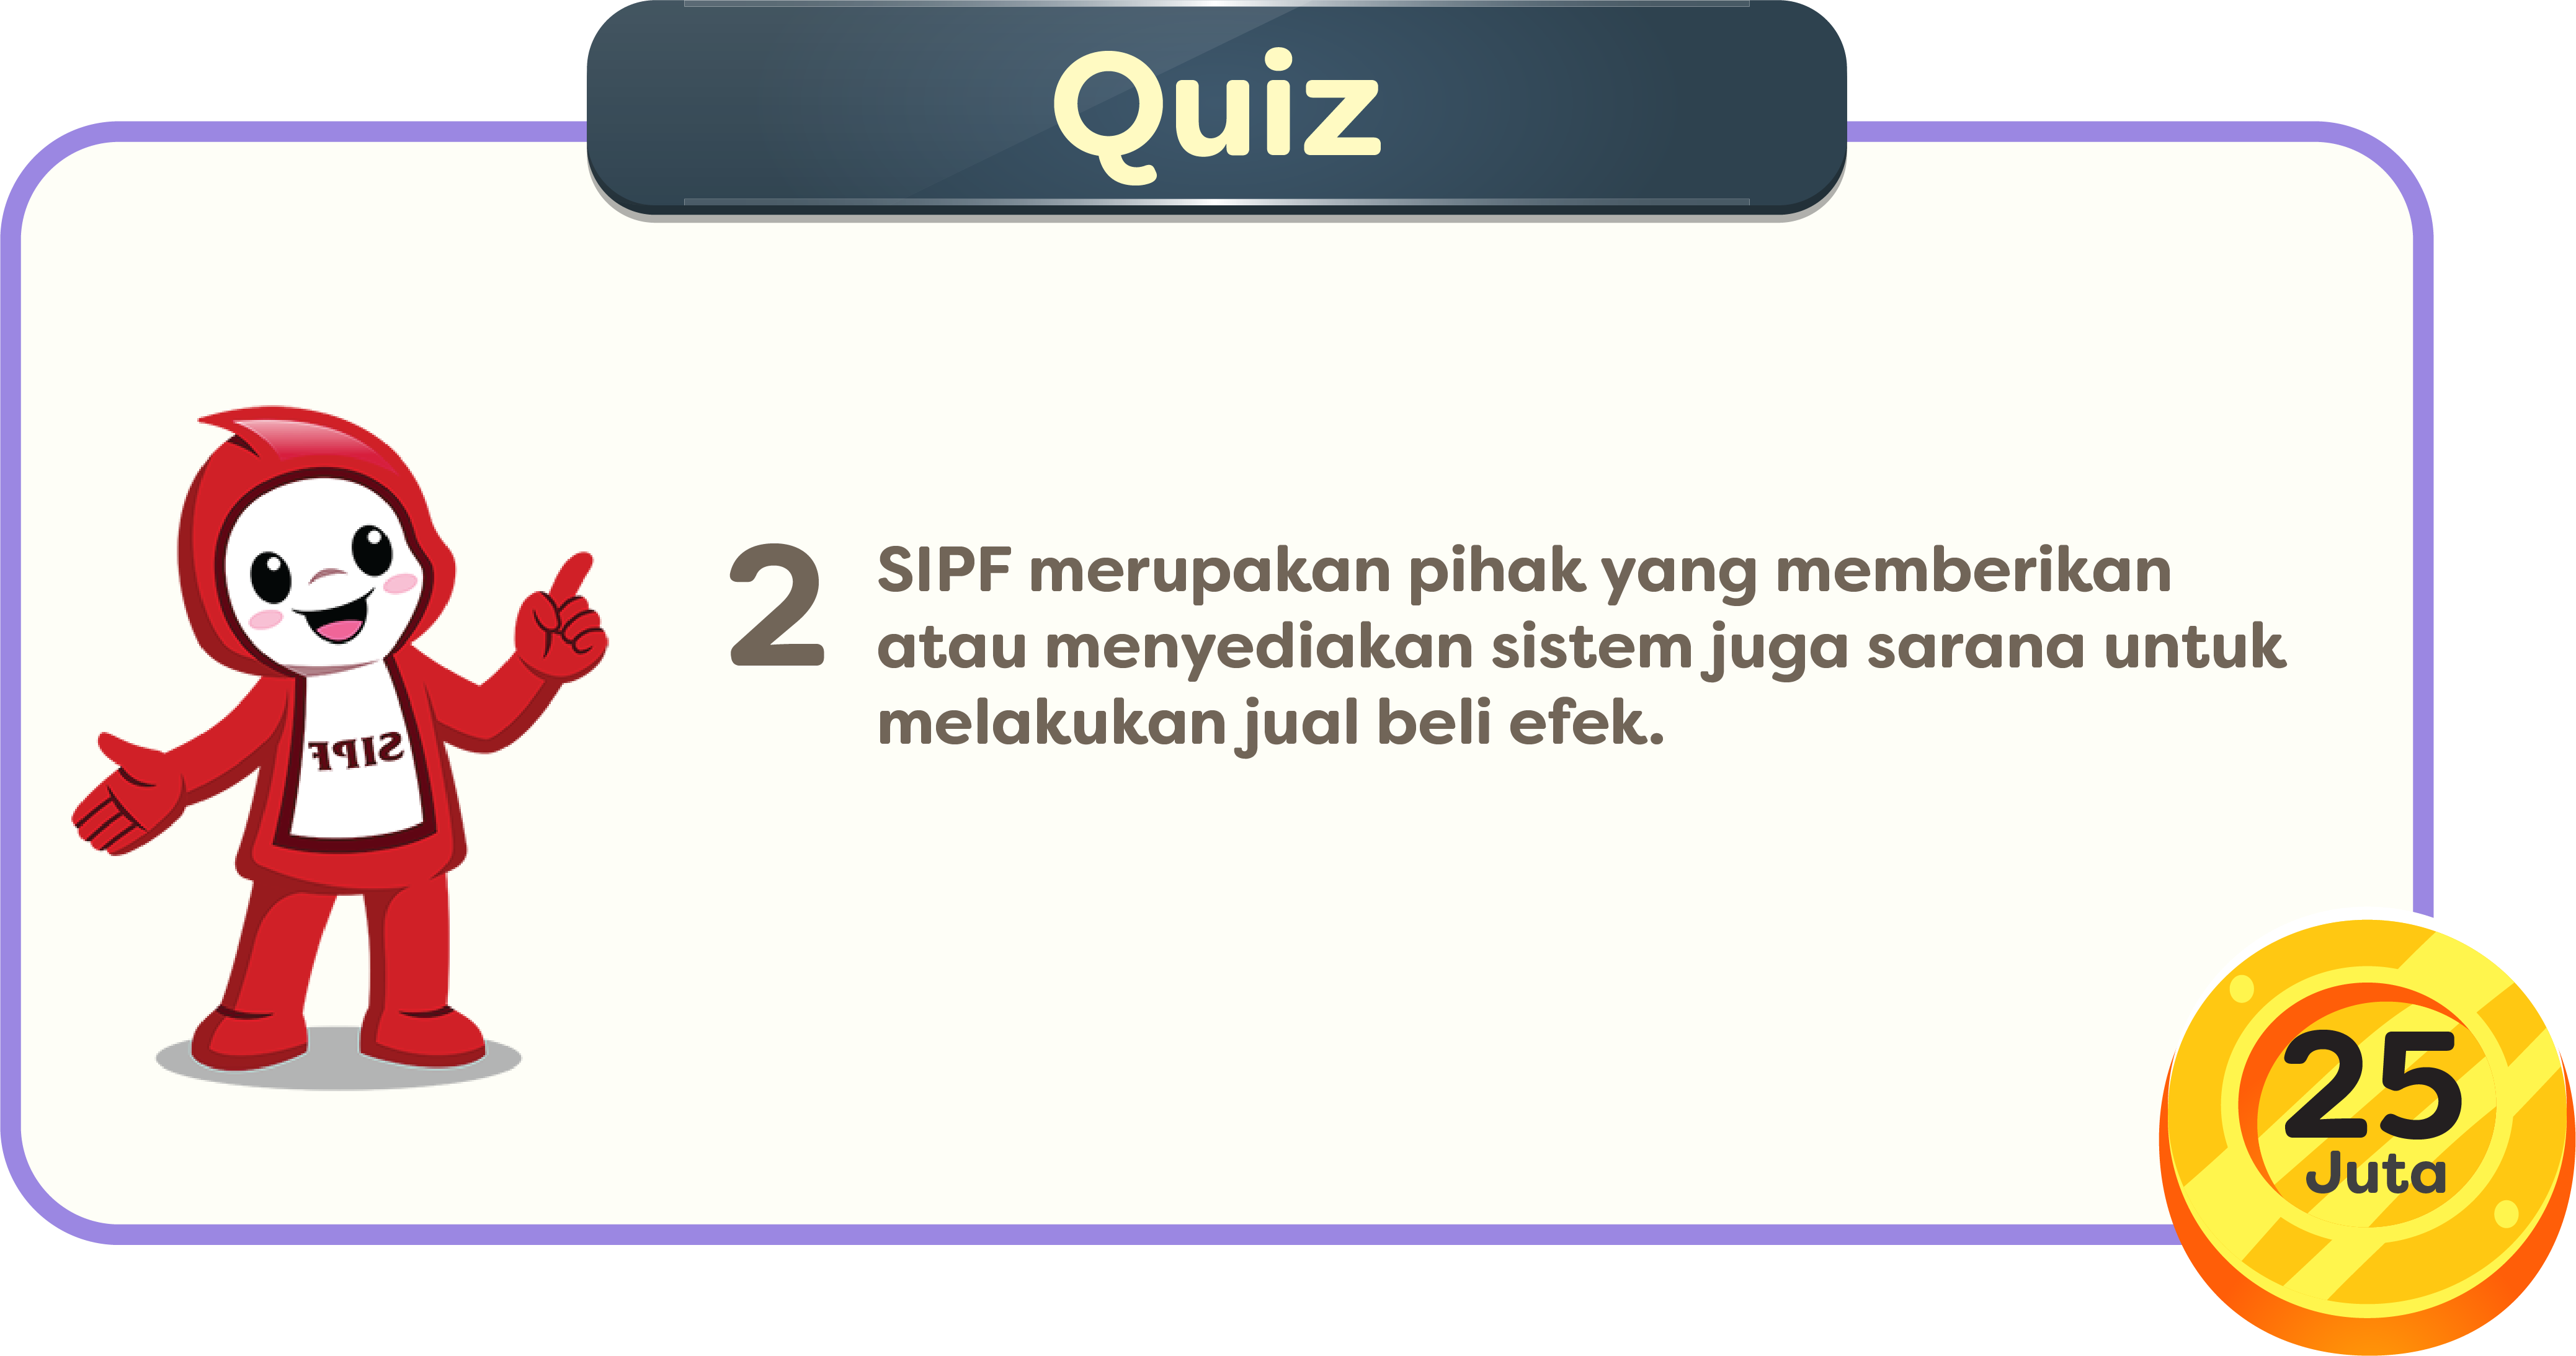 Quiz
2
SIPF merupakan pihak yang memberikan
atau menyediakan sistem juga sarana untuk
melakukan jual beli efek.
SIPF
25
Juta